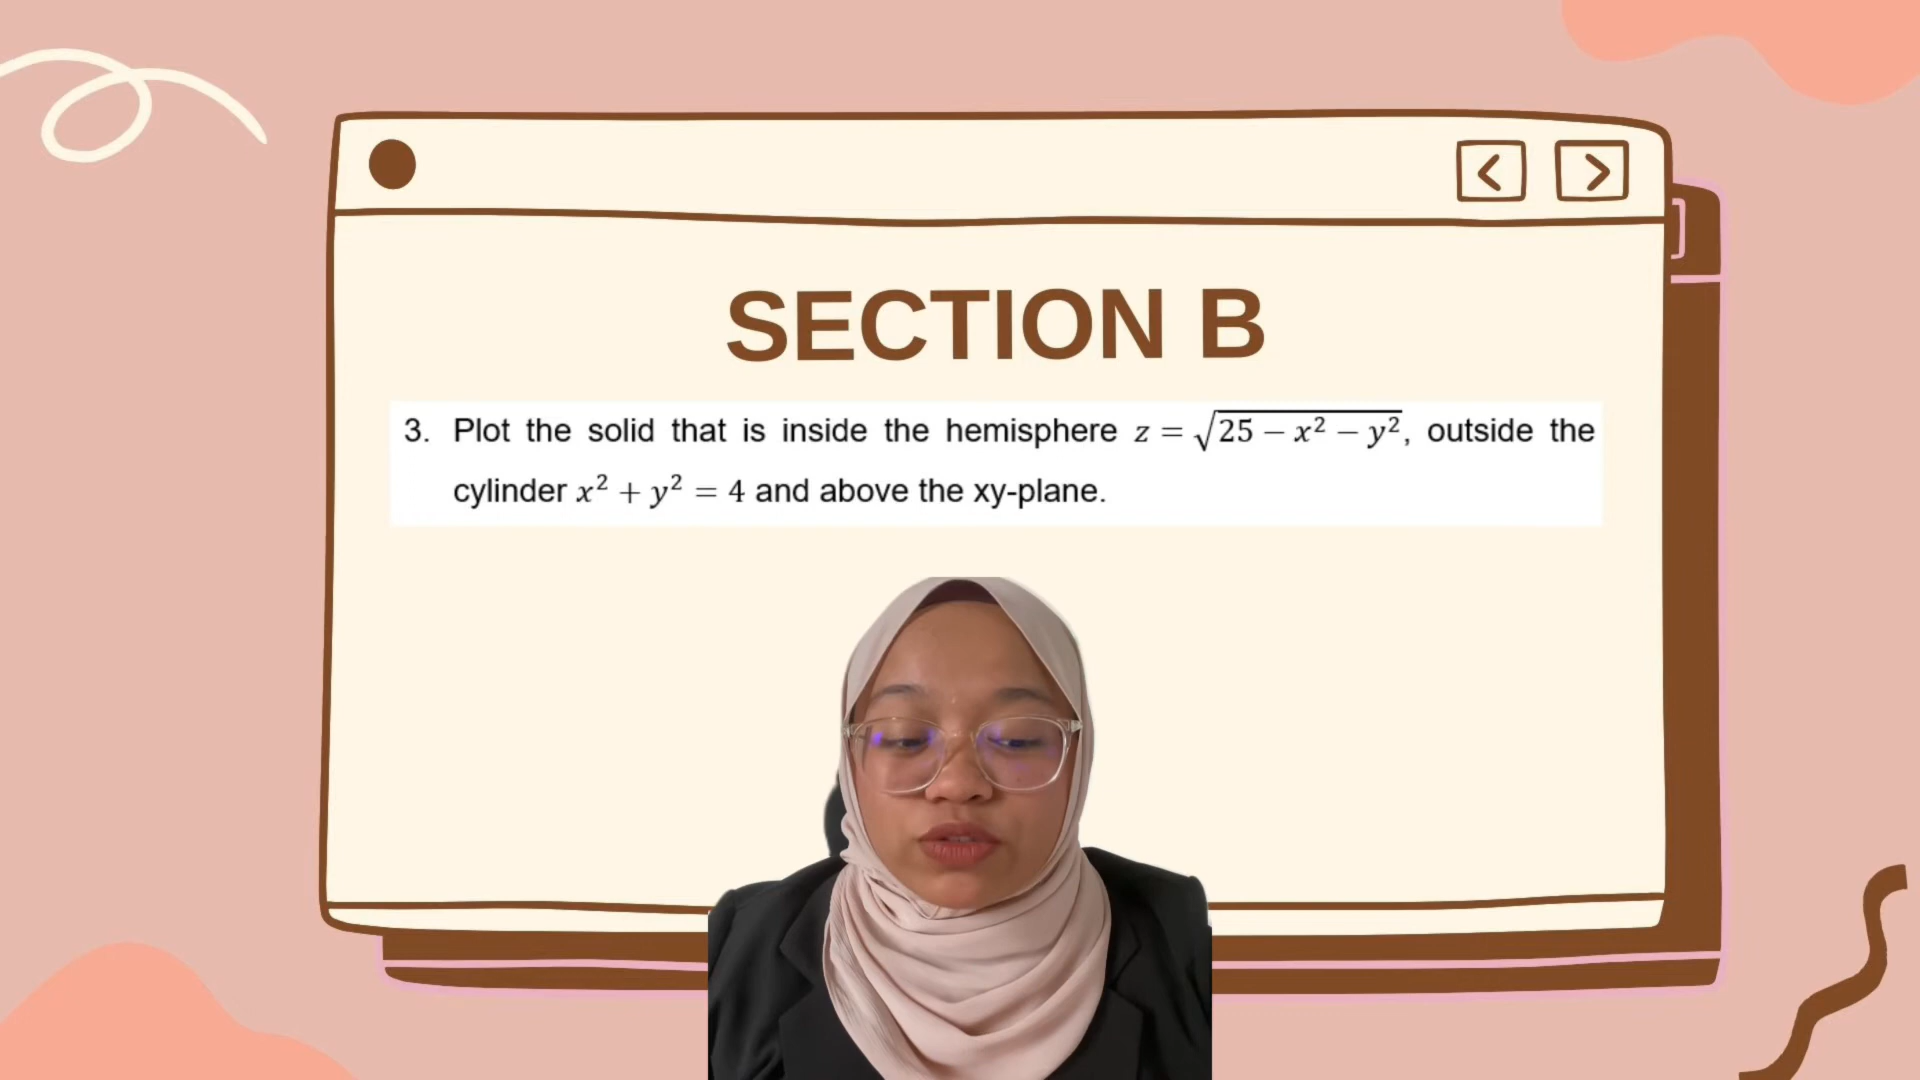 SECTION B
3. Plot the solid that is inside the hemisphere z = √25 − x² − y², outside the
cylinder x² + y² = 4 and above the xy-plane.